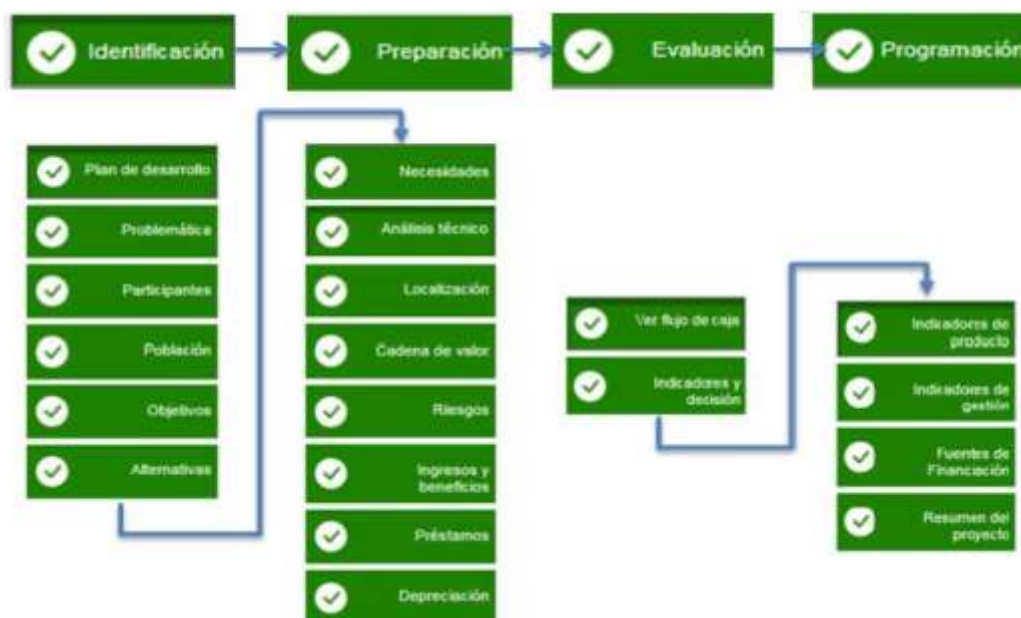 Identificación
Preparación
Evaluación
Programación
Plan de desarrollo
Problemática
Participantes
Población
Objetivos
Alternativas
Necesidades
Análisis técnico
Localización
Cadena de valor
Riesgos
Ingresos y
beneficios
Préstamos
Depreciación
Ver flujo de caja
Indicadores y
decisión
Indicadores de
producto
Indicadores de
gestión
Fuentes de
Financiación
Resumen del
proyecto